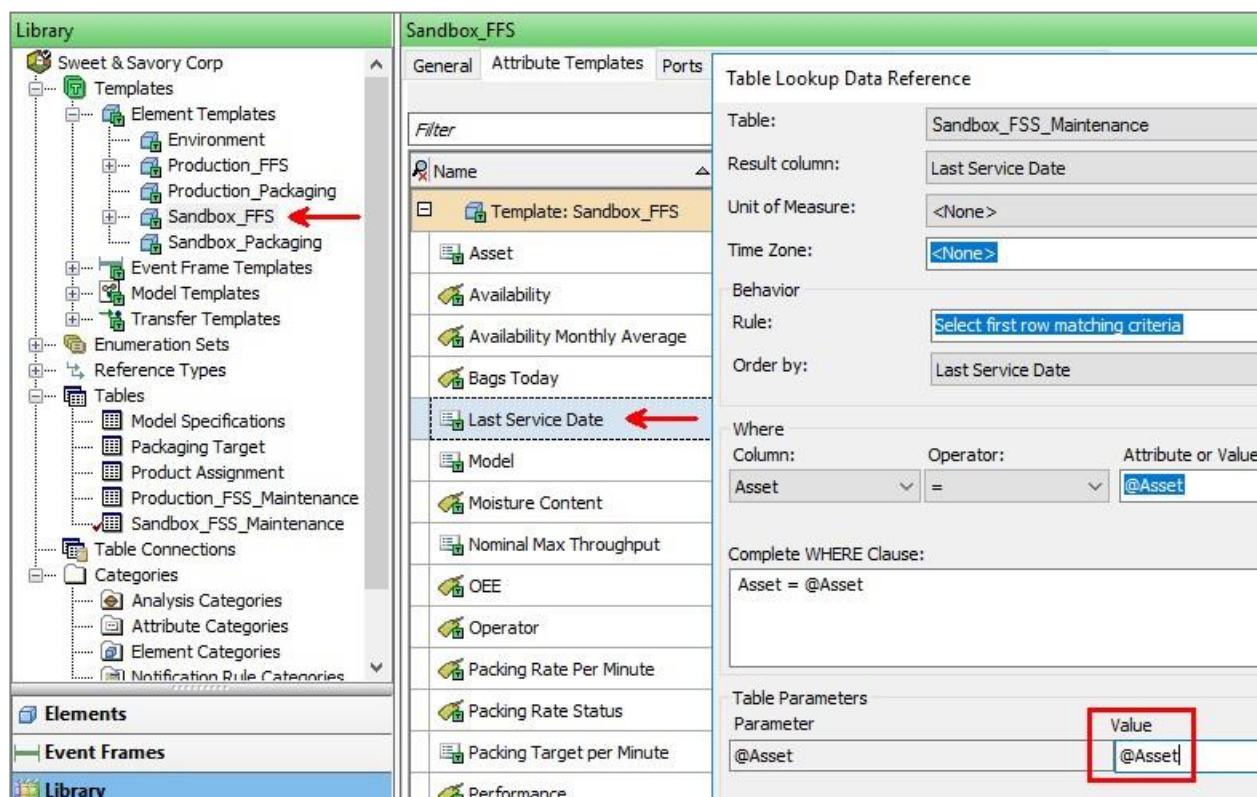 Library
Sweet & Savory Corp
Templates
Element Templates
Environment
Production_FFS
Production_Packaging
Sandbox_FFS
Sandbox_Packaging
Event Frame Templates
Model Templates
Transfer Templates
Enumeration Sets
Reference Types
Tables
Model Specifications
Packaging Target
Product Assignment
Production_FSS_Maintenance
Sandbox_FSS_Maintenance
Table Connections
Categories
Analysis Categories
Attribute Categories
Element Categories
Notification Rule Categories
Elements
Event Frames
Library
Sandbox_FFS
General Attribute Templates Ports
Filter
Name
Template: Sandbox_FFS
Asset
Availability
Availability Monthly Average
Bags Today
Last Service Date
Model
Moisture Content
Nominal Max Throughput
OEE
Operator
Packing Rate Per Minute
Packing Rate Status
Packing Target per Minute
Performance
Table Lookup Data Reference
Table: Sandbox_FSS_Maintenance
Result column: Last Service Date
Unit of Measure: <None>
Time Zone: <None>
Behavior
Rule: Select first row matching criteria
Order by: Last Service Date
Where
Column: Operator: Attribute or Value
Asset = @Asset
Complete WHERE Clause:
Asset = @Asset
Table Parameters
Parameter Value
@Asset @Asset